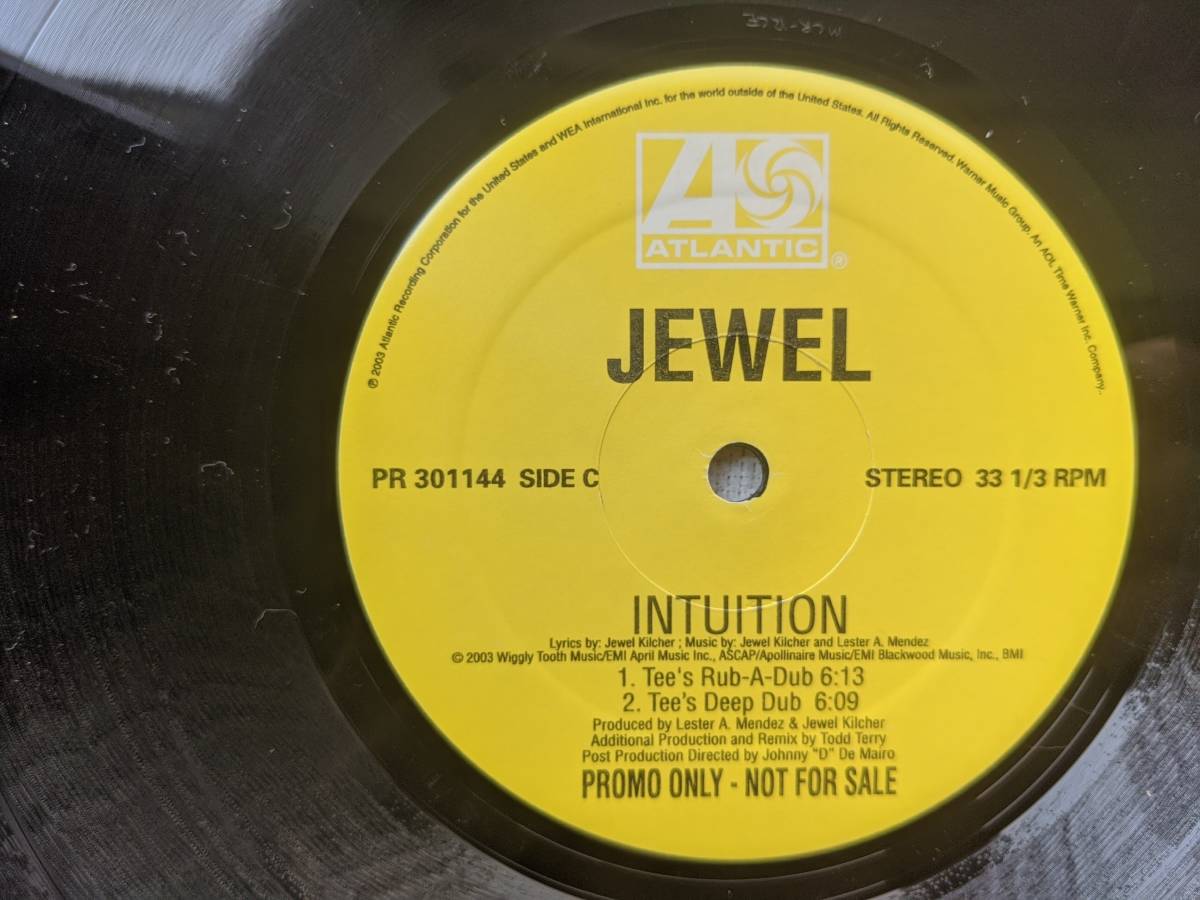 ℗ 2003 Atlantic Recording Corporation for the United States and WEA International Inc. for the world outside of the United States. All Rights Reserved. Warner Music Group. An AOL Time Warner Inc. Company.
ATLANTIC®
JEWEL
PR 301144 SIDE C
STEREO 33 1/3 RPM
INTUITION
Lyrics by: Jewel Kilcher ; Music by: Jewel Kilcher and Lester A. Mendez
© 2003 Wiggly Tooth Music/EMI April Music Inc., ASCAP/Apollinaire Music/EMI Blackwood Music, Inc., BMI
1. Tee's Rub-A-Dub 6:13
2. Tee's Deep Dub 6:09
Produced by Lester A. Mendez & Jewel Kilcher
Additional Production and Remix by Todd Terry
Post Production Directed by Johnny "D" De Mairo
PROMO ONLY - NOT FOR SALE